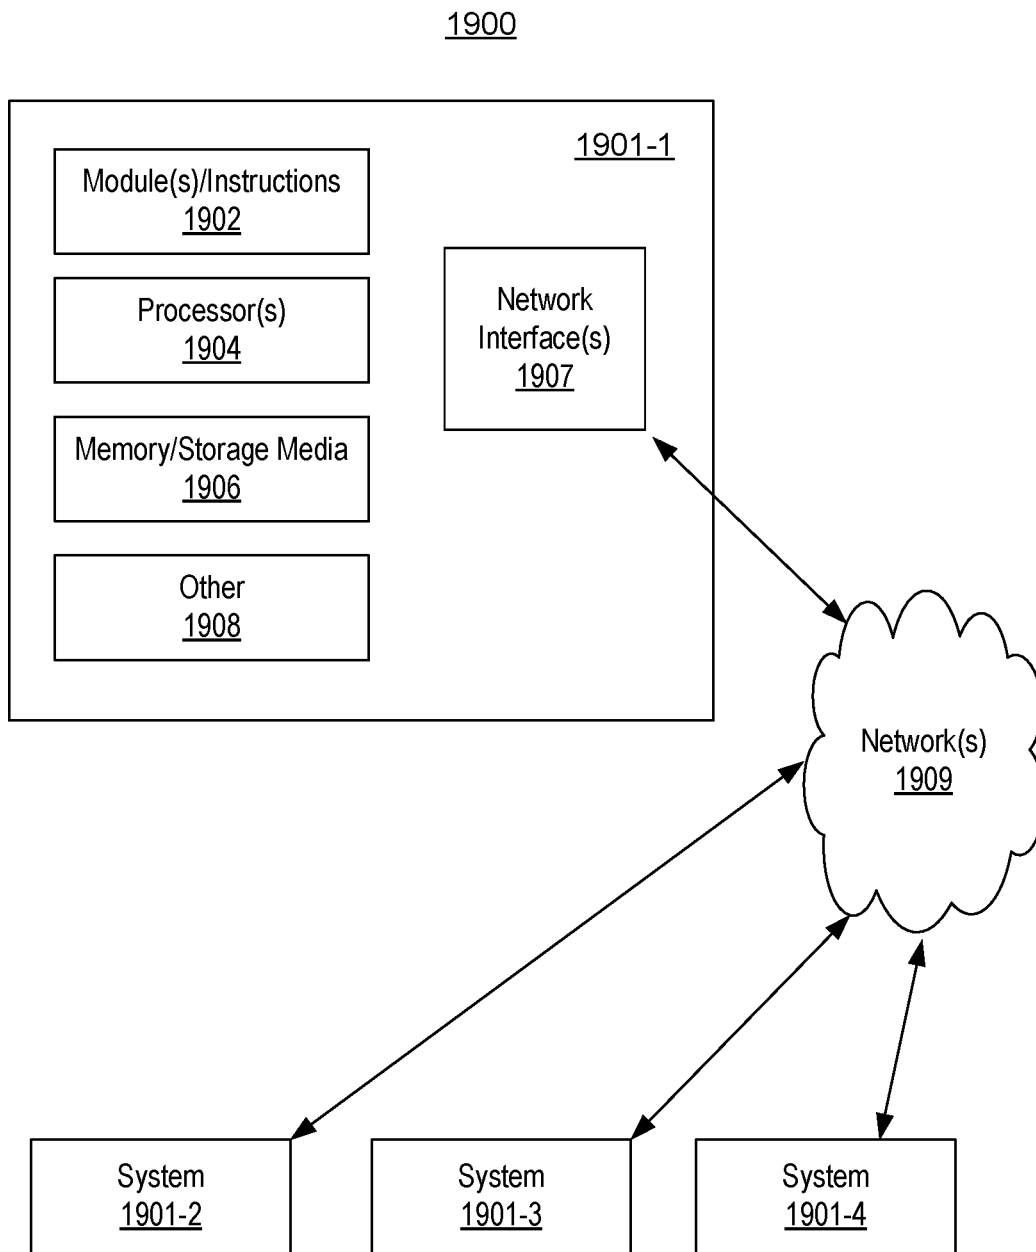 1900
1901-1
Module(s)/Instructions
1902
Processor(s)
1904
Memory/Storage Media
1906
Other
1908
Network
Interface(s)
1907
Network(s)
1909
System
1901-2
System
1901-3
System
1901-4